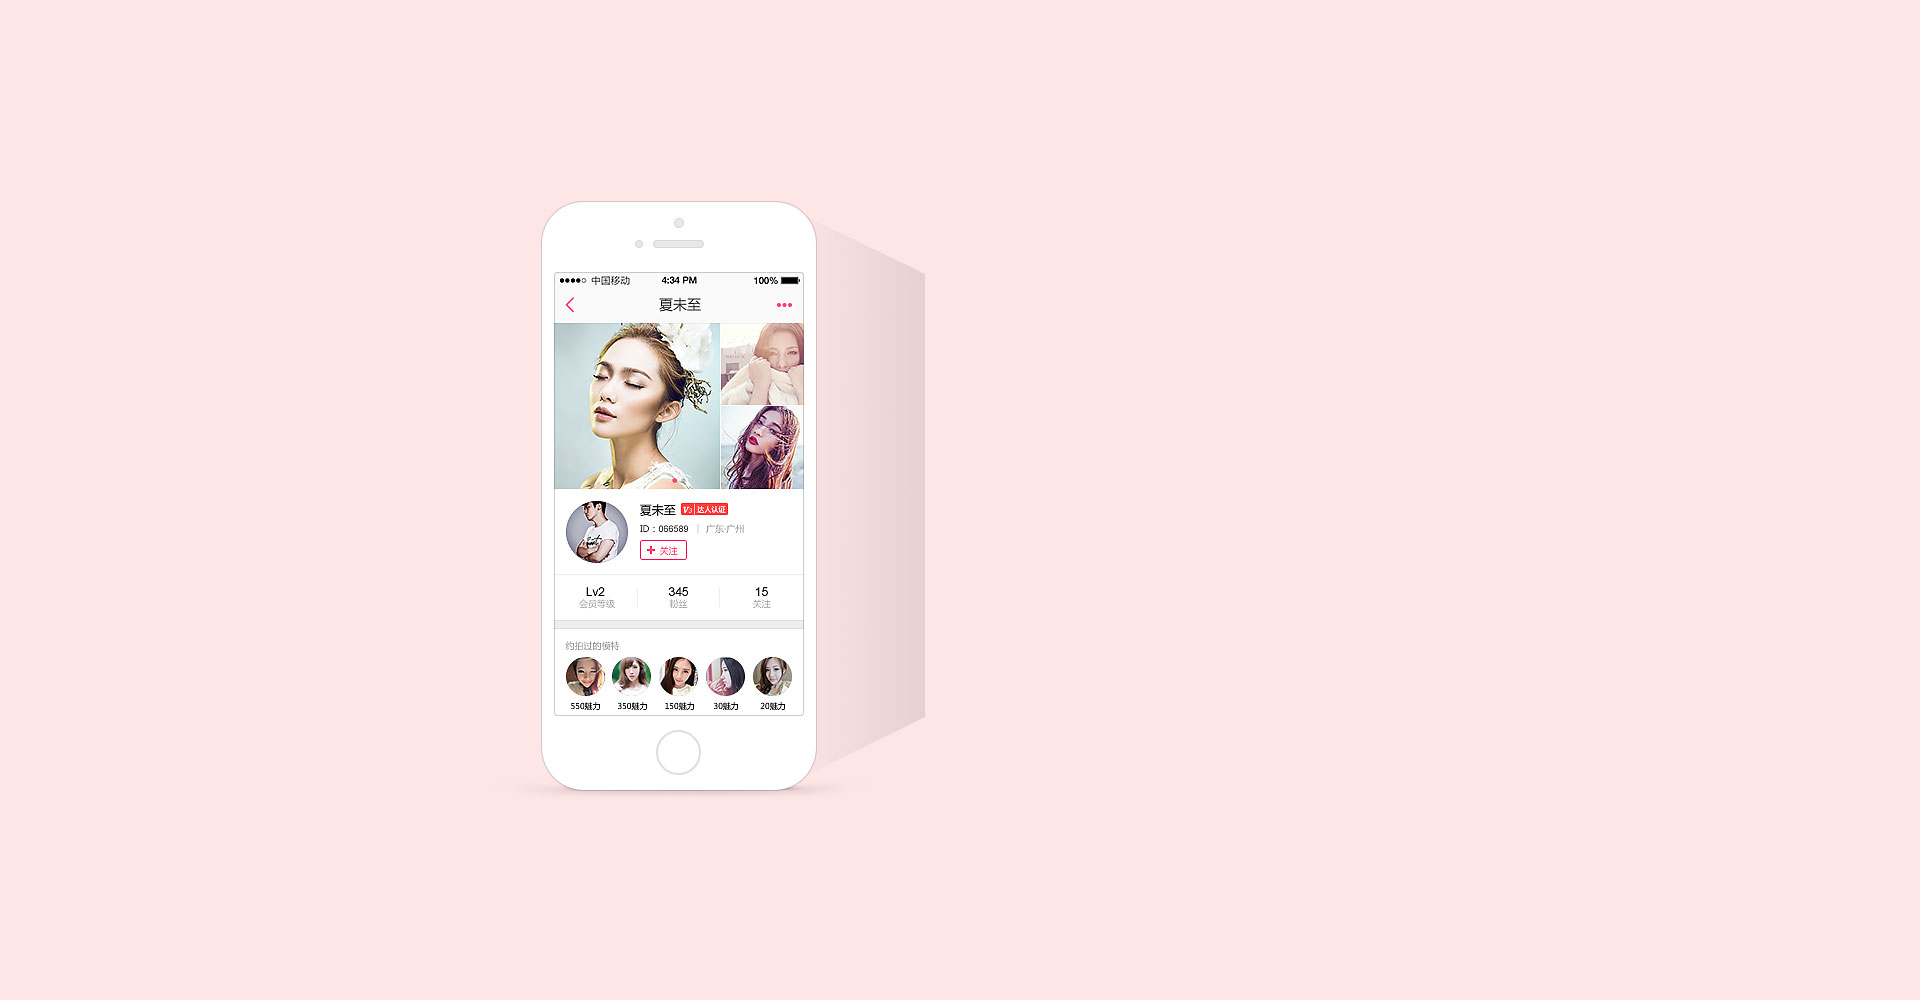 中国移动 4:34 PM 100%
夏未至
夏未至 V3 达人认证
ID：066589 | 广东·广州
+ 关注
Lv2 345 15
会员等级 粉丝 关注
约拍过的模特
550魅力 350魅力 150魅力 30魅力 20魅力